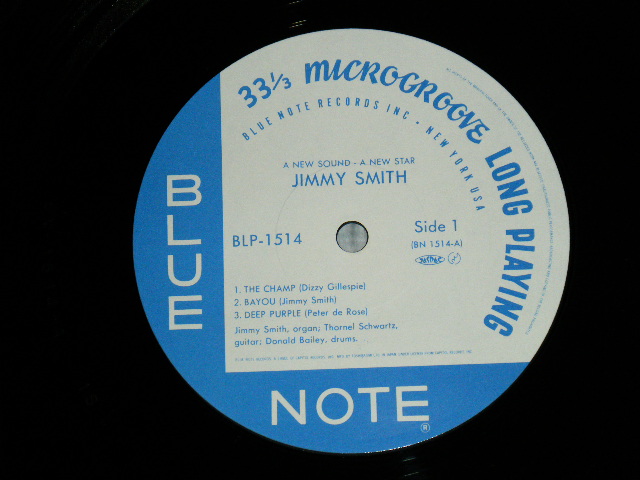 33 1/3 MICROGROOVE LONG PLAYING
BLUE NOTE RECORDS INC. • NEW YORK USA
A NEW SOUND - A NEW STAR
JIMMY SMITH
BLP-1514
Side 1
(BN 1514-A)
1. THE CHAMP (Dizzy Gillespie)
2. BAYOU (Jimmy Smith)
3. DEEP PURPLE (Peter de Rose)
Jimmy Smith, organ; Thornel Schwartz,
guitar; Donald Bailey, drums.
BLUE
NOTE
®